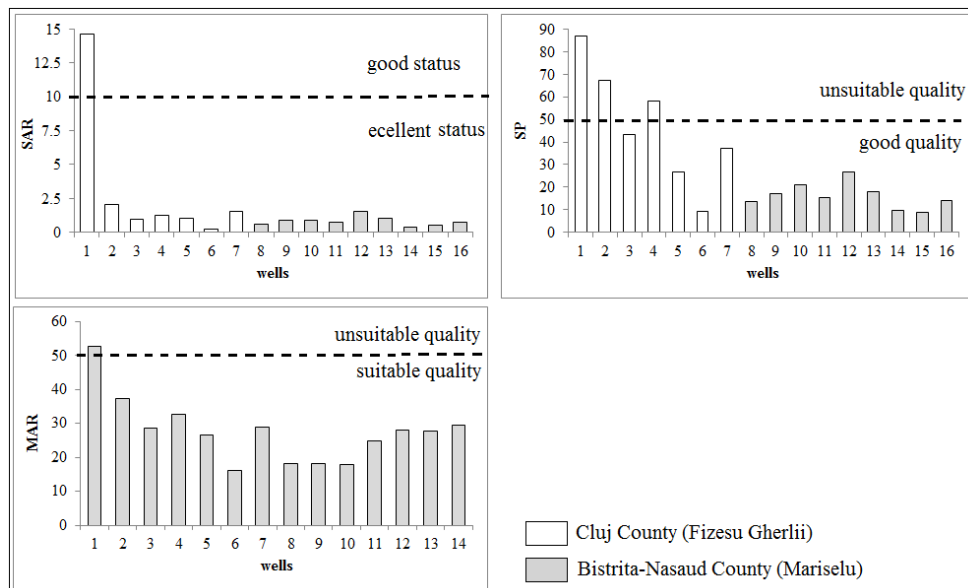 15
12.5
10
7.5
5
2.5
0
SAR
good status
ecellent status
1 2 3 4 5 6 7 8 9 10 11 12 13 14 15 16
wells
90
80
70
60
50
40
30
20
10
0
SP
unsuitable quality
good quality
1 2 3 4 5 6 7 8 9 10 11 12 13 14 15 16
wells
60
50
40
30
20
10
0
MAR
unsuitable quality
suitable quality
1 2 3 4 5 6 7 8 9 10 11 12 13 14
wells
Cluj County (Fizesu Gherlii)
Bistrita-Nasaud County (Mariselu)